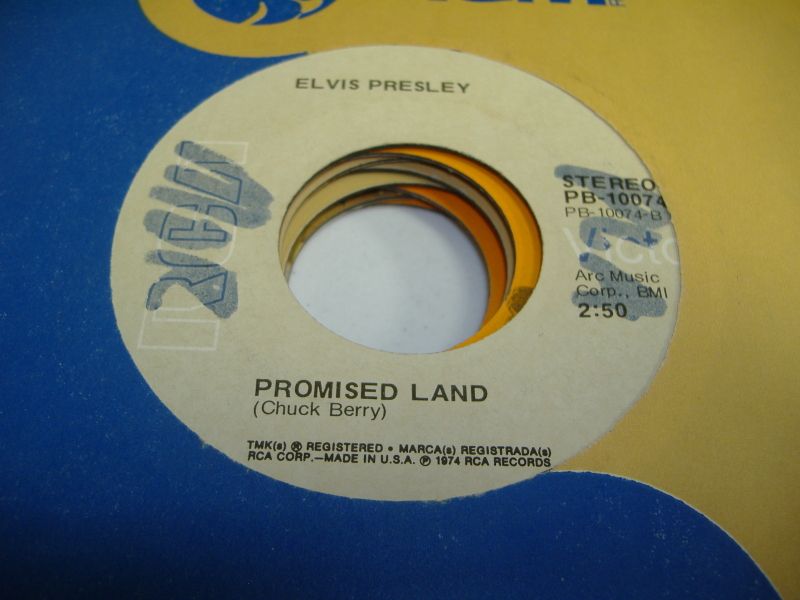 ELVIS PRESLEY
RCA
STEREO
PB-10074
PB-10074-B
Victo
Arc Music
Corp., BMI
2:50
PROMISED LAND
(Chuck Berry)
TMK(s) ® REGISTERED • MARCA(s) REGISTRADA(s)
RCA CORP.—MADE IN U.S.A. ℗ 1974 RCA RECORDS